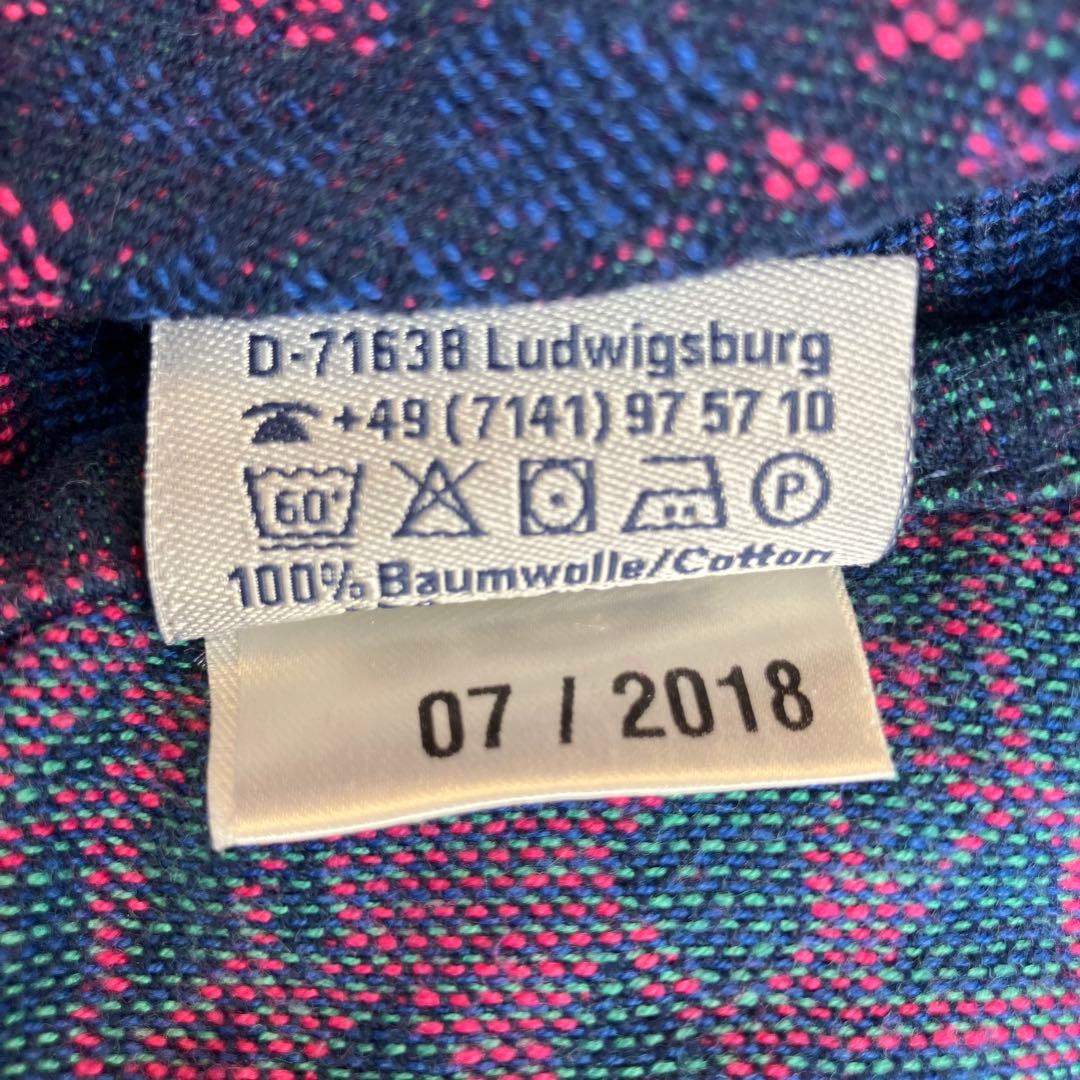 D-71638 Ludwigsburg
☎ +49 (7141) 97 57 10
60°
P
100% Baumwolle/Cotton
07 / 2018